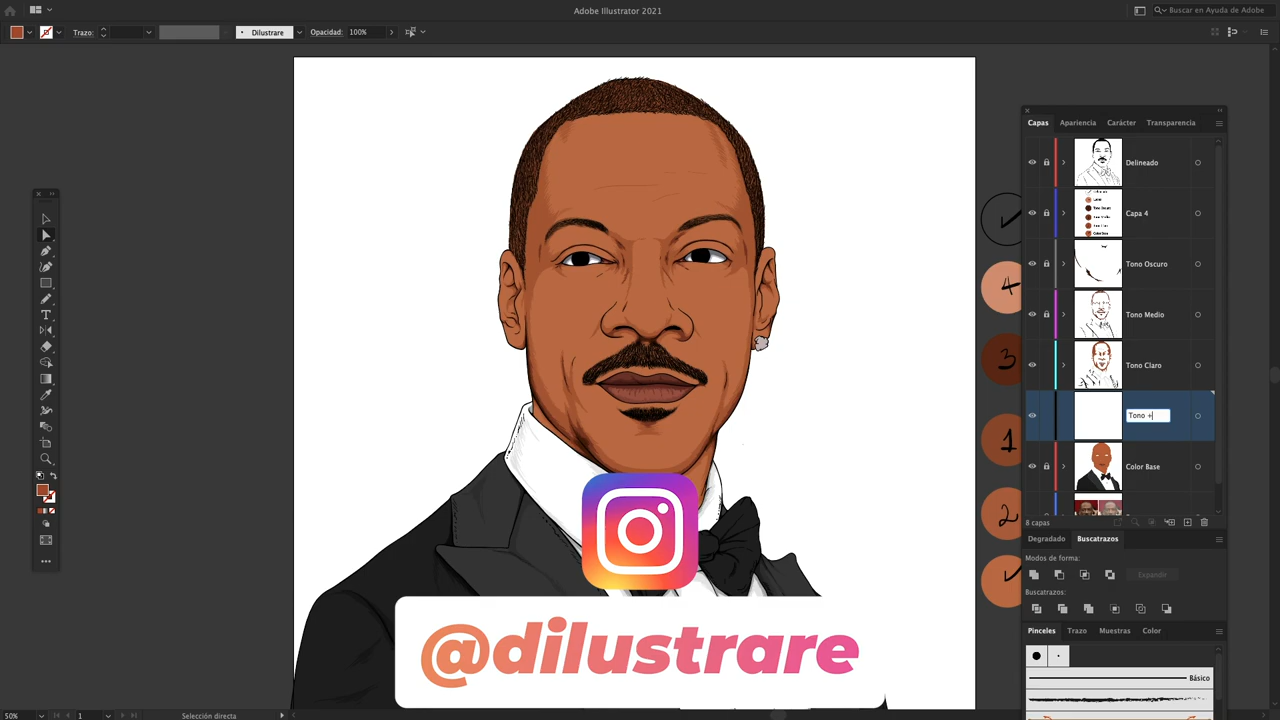 Adobe Illustrator 2021
Buscar en Ayuda de Adobe
Trazo:
Dilustrare
Opacidad: 100%
Capas
Apariencia
Carácter
Transparencia
Delineado
Capa 4
Tono Oscuro
Tono Medio
Tono Claro
Tono +
Color Base
4
3
1
2
8 capas
Degradado
Buscatrazos
Modos de forma:
Expandir
Buscatrazos:
Pinceles
Trazo
Muestras
Color
Básico
@dilustrare
50%
1
Selección directa